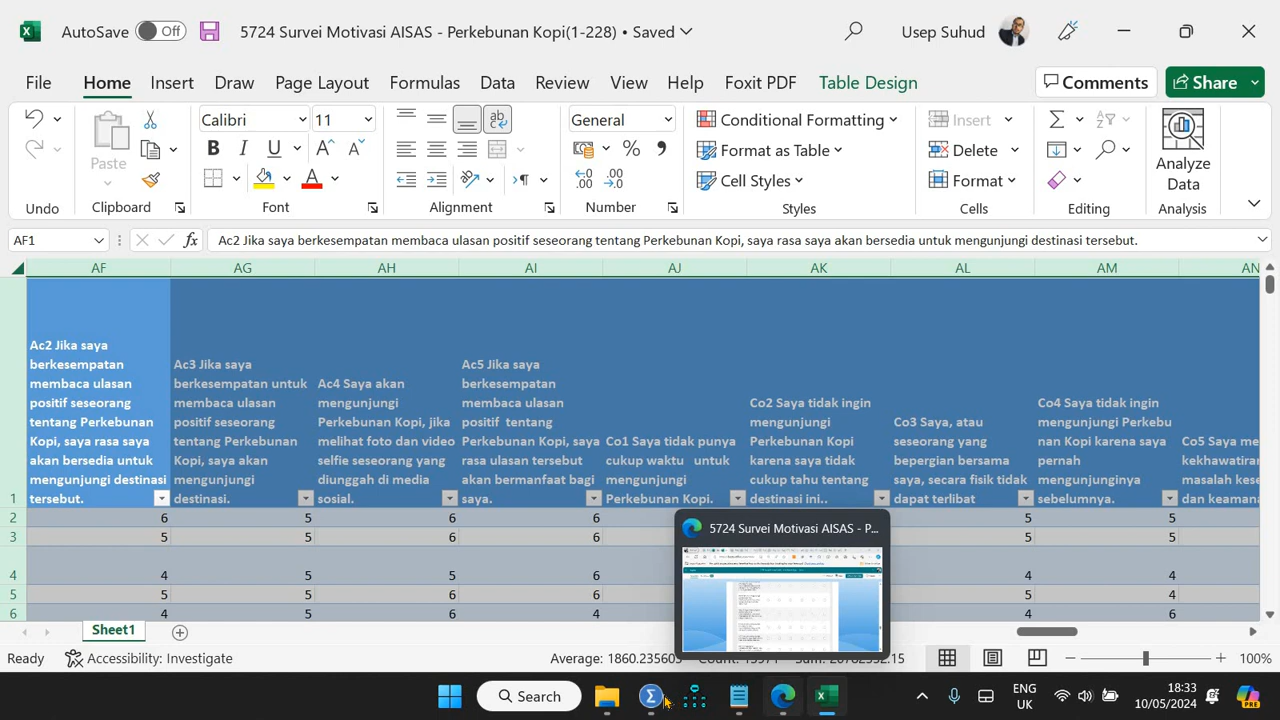 AutoSave Off 5724 Survei Motivasi AISAS - Perkebunan Kopi(1-228) • Saved Usep Suhud
File Home Insert Draw Page Layout Formulas Data Review View Help Foxit PDF Table Design Comments Share
Calibri 11 General Conditional Formatting Insert
Paste B I U A A % Format as Table Delete Analyze
A Cell Styles Format Data
Undo Clipboard Font Alignment Number Styles Cells Editing Analysis
AF1 fx Ac2 Jika saya berkesempatan membaca ulasan positif seseorang tentang Perkebunan Kopi, saya rasa saya akan bersedia untuk mengunjungi destinasi tersebut.
AF AG AH AI AJ AK AL AM AN
Ac2 Jika saya
berkesempatan
membaca ulasan
positif seseorang
tentang Perkebunan
Kopi, saya rasa saya
akan bersedia untuk
mengunjungi destinasi
tersebut.
Ac3 Jika saya
berkesempatan untuk
membaca ulasan
positif seseorang
tentang Perkebunan
Kopi, saya akan
mengunjungi
destinasi.
Ac4 Saya akan
mengunjungi
Perkebunan Kopi, jika
melihat foto dan video
selfie seseorang yang
diunggah di media
sosial.
Ac5 Jika saya
berkesempatan
membaca ulasan
positif tentang
Perkebunan Kopi, saya
rasa ulasan tersebut
akan bermanfaat bagi
saya.
Co1 Saya tidak punya
cukup waktu untuk
mengunjungi
Perkebunan Kopi.
Co2 Saya tidak ingin
mengunjungi
Perkebunan Kopi
karena saya tidak
cukup tahu tentang
destinasi ini..
Co3 Saya, atau
seseorang yang
bepergian bersama
saya, secara fisik tidak
dapat terlibat
Co4 Saya tidak ingin
mengunjungi Perkebu
nan Kopi karena saya
pernah
mengunjunginya
sebelumnya.
Co5 Saya me
kekhawatiran
masalah kese
dan keamana
1
2 6 5 6 6 5 5
3 5 5 6 6 5 5
4 4 5 5 6 4 4
5 5 5 6 6 5 4
6 4 5 6 4 4 6
5724 Survei Motivasi AISAS - P...
Sheet1
Ready Accessibility: Investigate Average: 1860.235603 100%
Search ENG
UK 18:33
10/05/2024
PRE